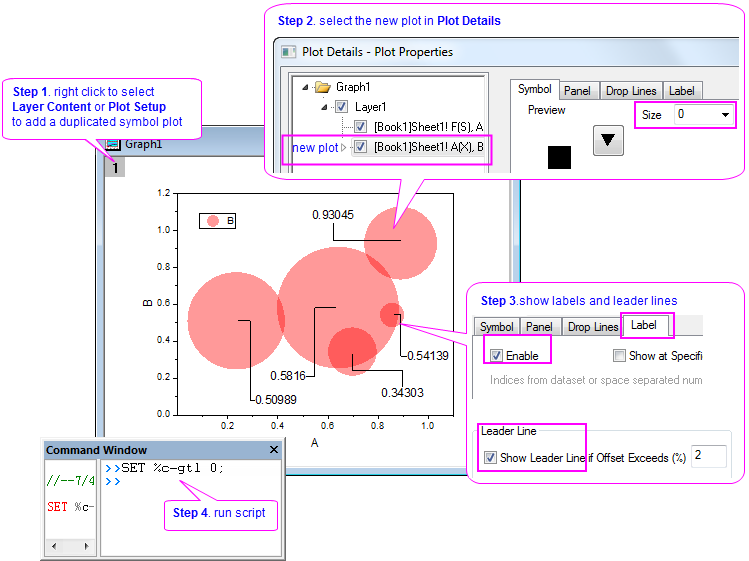 Step 2. select the new plot in Plot Details
Plot Details - Plot Properties
Graph1
Layer1
[Book1]Sheet1! F(S), A
new plot
[Book1]Sheet1! A(X), B
Symbol
Panel
Drop Lines
Label
Preview
Size 0
Step 1. right click to select
Layer Content or Plot Setup
to add a duplicated symbol plot
Graph1
1
1.2
1.0
0.8
0.6
0.4
0.2
0.0
B
B
0.93045
0.54139
0.5816
0.50989
0.34303
0.2
0.4
0.6
0.8
1.0
A
Step 3.show labels and leader lines
Symbol
Panel
Drop Lines
Label
Enable
Show at Specifi
Indices from dataset or space separated num
Leader Line
Show Leader Line if Offset Exceeds (%) 2
Command Window
//--7/4
SET %c-
>>SET %c-gtl 0;
>>
Step 4. run script